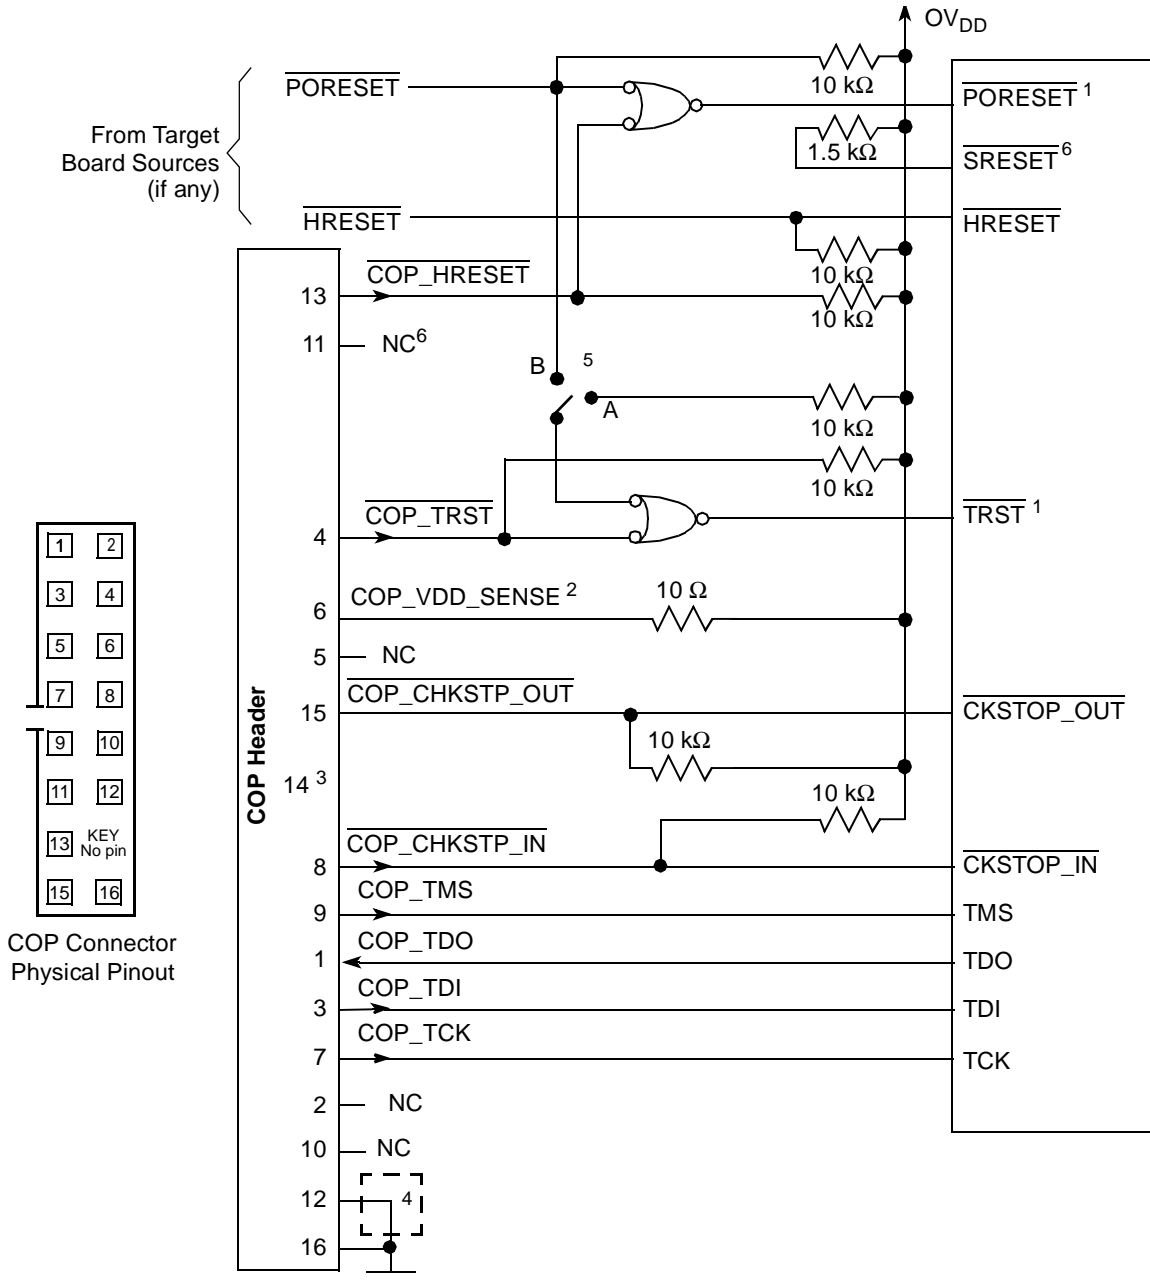 OVDD
10 kΩ
PORESET
PORESET 1
From Target
Board Sources
(if any)
1.5 kΩ
SRESET6
HRESET
HRESET
10 kΩ
13
COP_HRESET
10 kΩ
11
NC6
B
5
A
10 kΩ
10 kΩ
4
COP_TRST
TRST 1
6
COP_VDD_SENSE 2
10 Ω
5
NC
15
COP_CHKSTP_OUT
CKSTOP_OUT
10 kΩ
COP Header
14 3
10 kΩ
8
COP_CHKSTP_IN
CKSTOP_IN
9
COP_TMS
TMS
1
COP_TDO
TDO
3
COP_TDI
TDI
7
COP_TCK
TCK
2
NC
10
NC
12
4
16
1 2
3 4
5 6
7 8
9 10
11 12
13 KEY
No pin
15 16
COP Connector
Physical Pinout